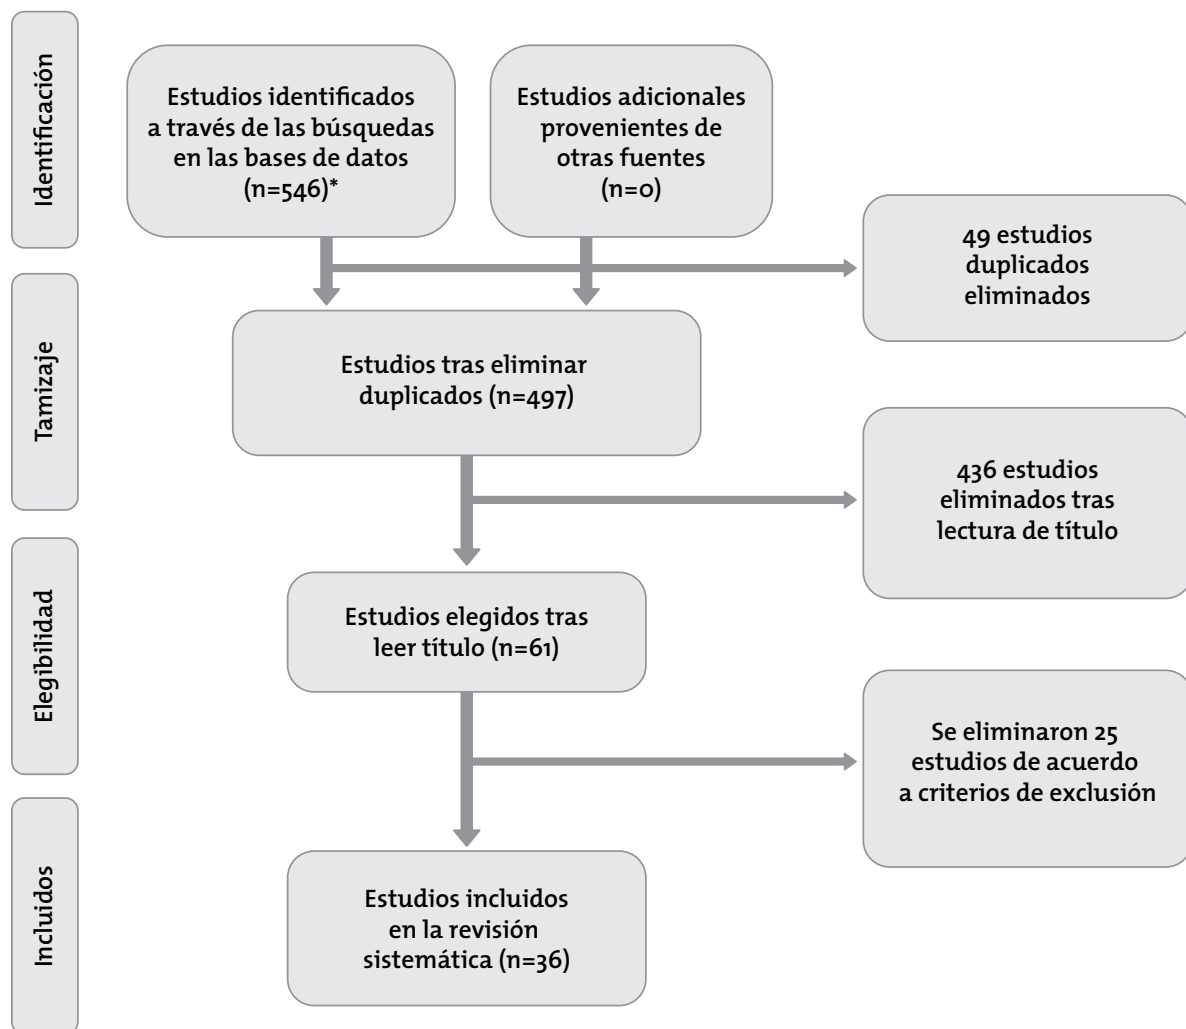 Identificación
Estudios identificados
a través de las búsquedas
en las bases de datos
(n=546)*
Estudios adicionales
provenientes de
otras fuentes
(n=0)
49 estudios
duplicados
eliminados
Tamizaje
Estudios tras eliminar
duplicados (n=497)
436 estudios
eliminados tras
lectura de título
Elegibilidad
Estudios elegidos tras
leer título (n=61)
Se eliminaron 25
estudios de acuerdo
a criterios de exclusión
Incluidos
Estudios incluidos
en la revisión
sistemática (n=36)